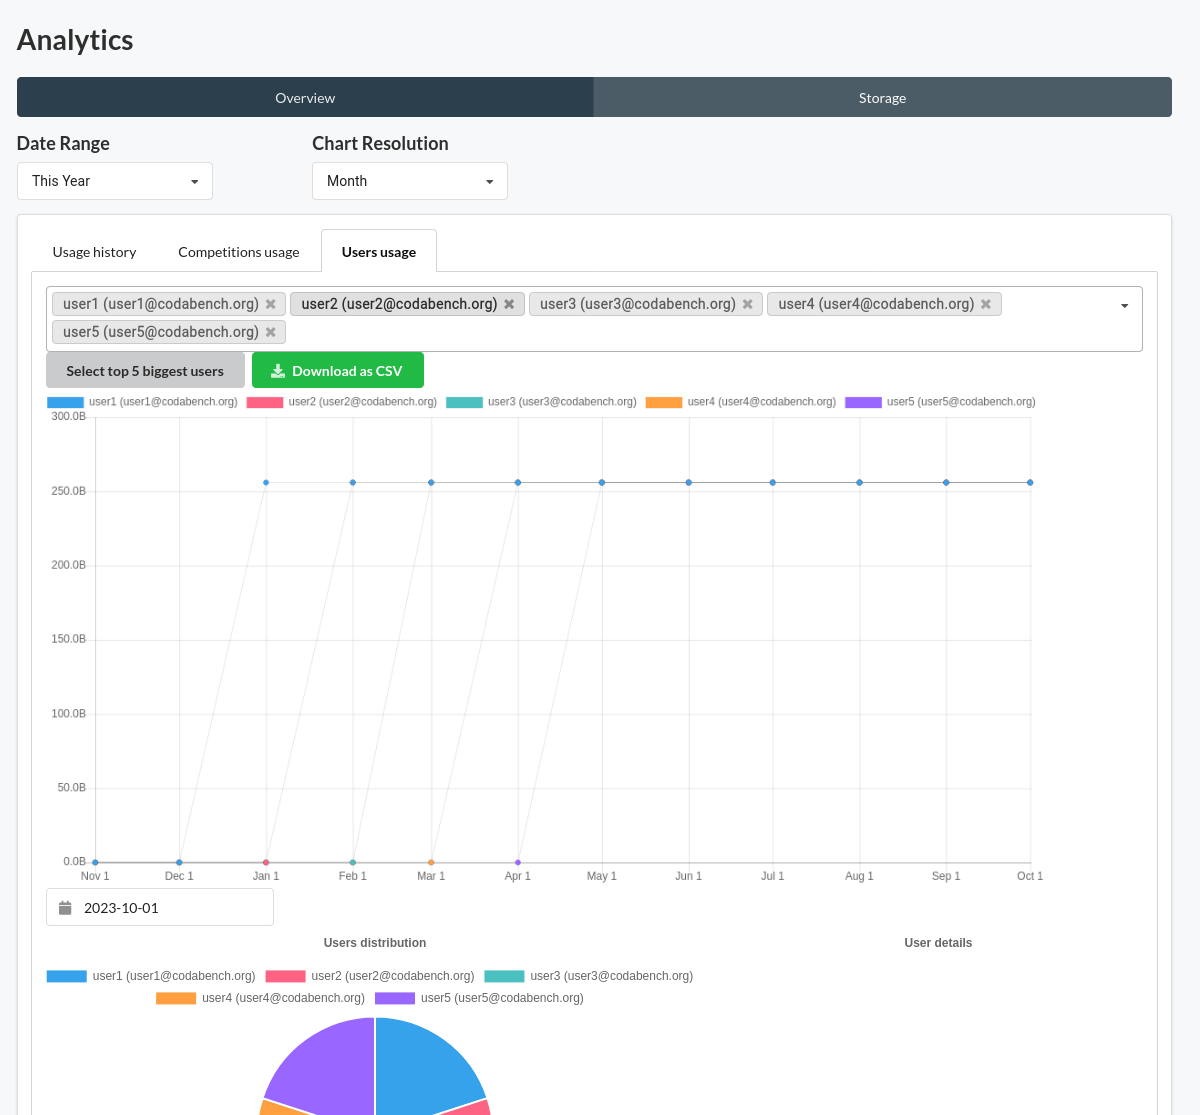 Analytics
Overview Storage
Date Range Chart Resolution
This Year Month
Usage history Competitions usage Users usage
user1 (user1@codabench.org) user2 (user2@codabench.org) user3 (user3@codabench.org) user4 (user4@codabench.org)
user5 (user5@codabench.org)
Select top 5 biggest users Download as CSV
user1 (user1@codabench.org) user2 (user2@codabench.org) user3 (user3@codabench.org) user4 (user4@codabench.org) user5 (user5@codabench.org)
300.0B
250.0B
200.0B
150.0B
100.0B
50.0B
0.0B
Nov 1 Dec 1 Jan 1 Feb 1 Mar 1 Apr 1 May 1 Jun 1 Jul 1 Aug 1 Sep 1 Oct 1
2023-10-01
Users distribution User details
user1 (user1@codabench.org) user2 (user2@codabench.org) user3 (user3@codabench.org)
user4 (user4@codabench.org) user5 (user5@codabench.org)